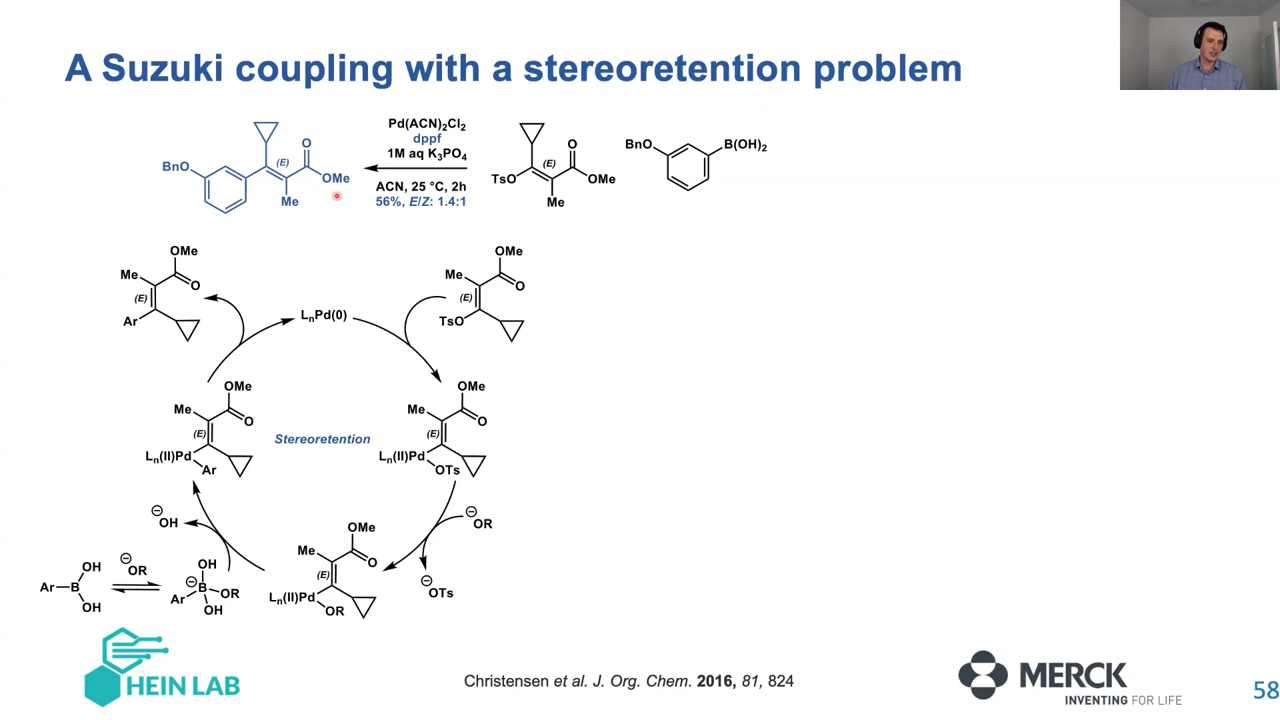 A Suzuki coupling with a stereoretention problem
BnO
(E)
O
OMe
Me
Pd(ACN)2Cl2
dppf
1M aq K3PO4
ACN, 25 °C, 2h
56%, E/Z: 1.4:1
TsO
(E)
O
OMe
Me
BnO
B(OH)2
OMe
Me
O
(E)
Ar
LnPd(0)
OMe
Me
O
(E)
TsO
OMe
Me
O
(E)
Ln(II)Pd
Ar
Stereoretention
OMe
Me
O
(E)
Ln(II)Pd
OTs
⊖OH
⊖OR
⊖OTs
OMe
Me
O
(E)
Ln(II)Pd
OR
Ar
B
OH
OH
⊖OR
OH
⊖B
OR
Ar
OH
HEIN LAB
Christensen et al. J. Org. Chem. 2016, 81, 824
MERCK
INVENTING FOR LIFE
58